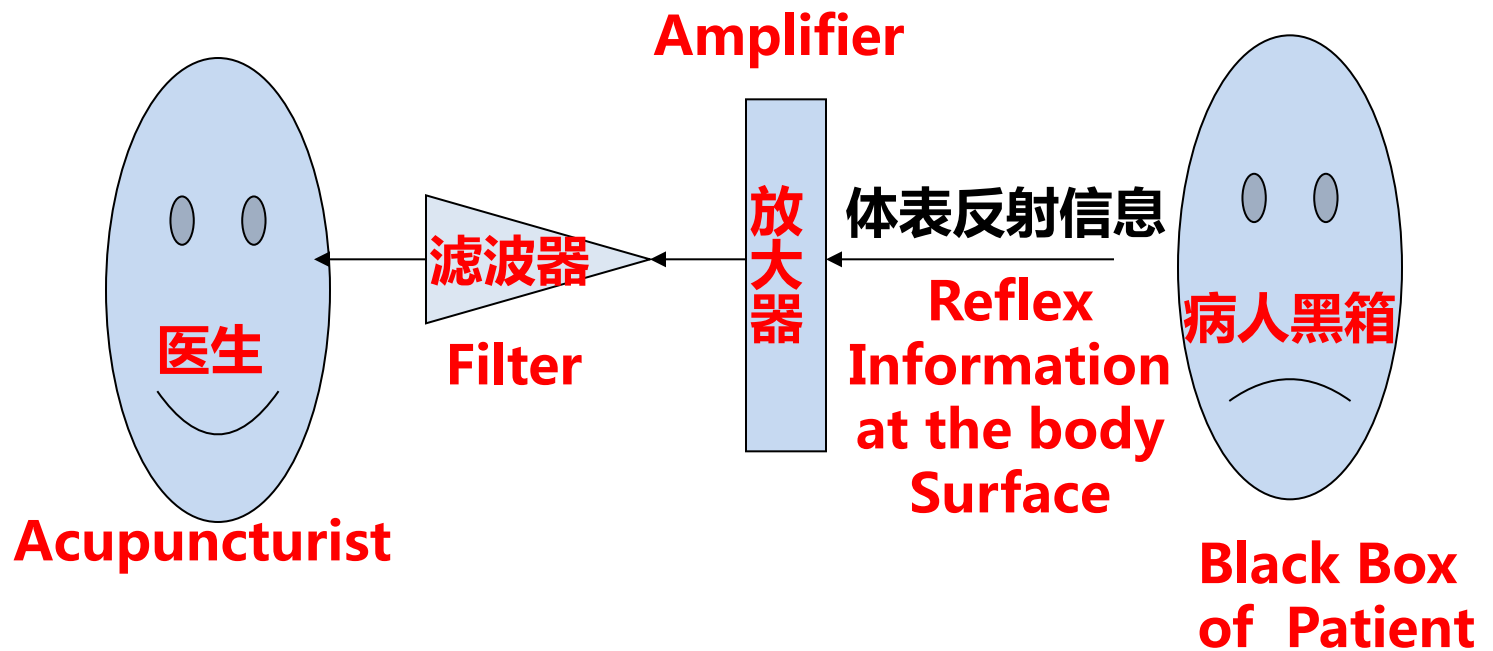 Amplifier
医生
Acupuncturist
滤波器
Filter
放大器
体表反射信息
Reflex
Information
at the body
Surface
病人黑箱
Black Box
of Patient